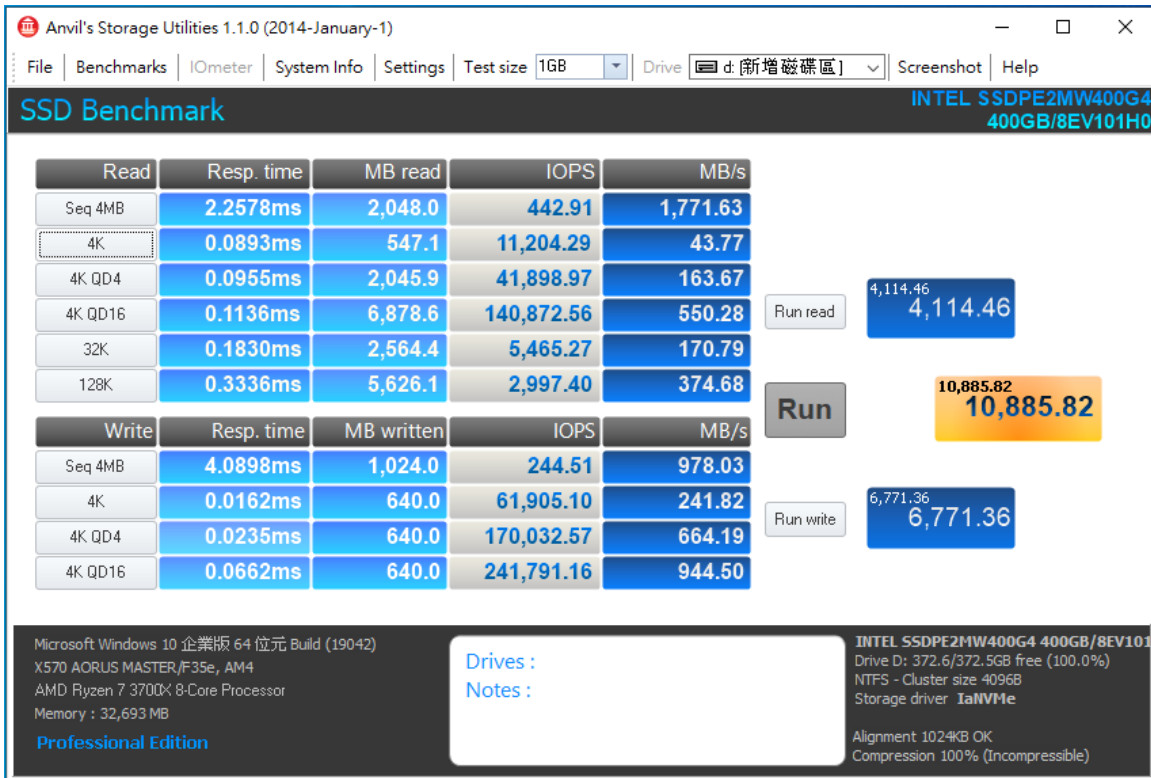 Anvil's Storage Utilities 1.1.0 (2014-January-1)
File Benchmarks IOmeter System Info Settings Test size 1GB Drive d: [新增磁碟區] Screenshot Help
SSD Benchmark
INTEL SSDPE2MW400G4
400GB/8EV101H0
Read Resp. time MB read IOPS MB/s
Seq 4MB 2.2578ms 2,048.0 442.91 1,771.63
4K 0.0893ms 547.1 11,204.29 43.77
4K QD4 0.0955ms 2,045.9 41,898.97 163.67
4K QD16 0.1136ms 6,878.6 140,872.56 550.28
32K 0.1830ms 2,564.4 5,465.27 170.79
128K 0.3336ms 5,626.1 2,997.40 374.68
Run read
4,114.46
4,114.46
Run
10,885.82
10,885.82
Write Resp. time MB written IOPS MB/s
Seq 4MB 4.0898ms 1,024.0 244.51 978.03
4K 0.0162ms 640.0 61,905.10 241.82
4K QD4 0.0235ms 640.0 170,032.57 664.19
4K QD16 0.0662ms 640.0 241,791.16 944.50
Run write
6,771.36
6,771.36
Microsoft Windows 10 企業版 64 位元 Build (19042)
X570 AORUS MASTER/F35e, AM4
AMD Ryzen 7 3700X 8-Core Processor
Memory : 32,693 MB
Professional Edition
Drives :
Notes :
INTEL SSDPE2MW400G4 400GB/8EV101
Drive D: 372.6/372.5GB free (100.0%)
NTFS - Cluster size 4096B
Storage driver IaNVMe
Alignment 1024KB OK
Compression 100% (Incompressible)